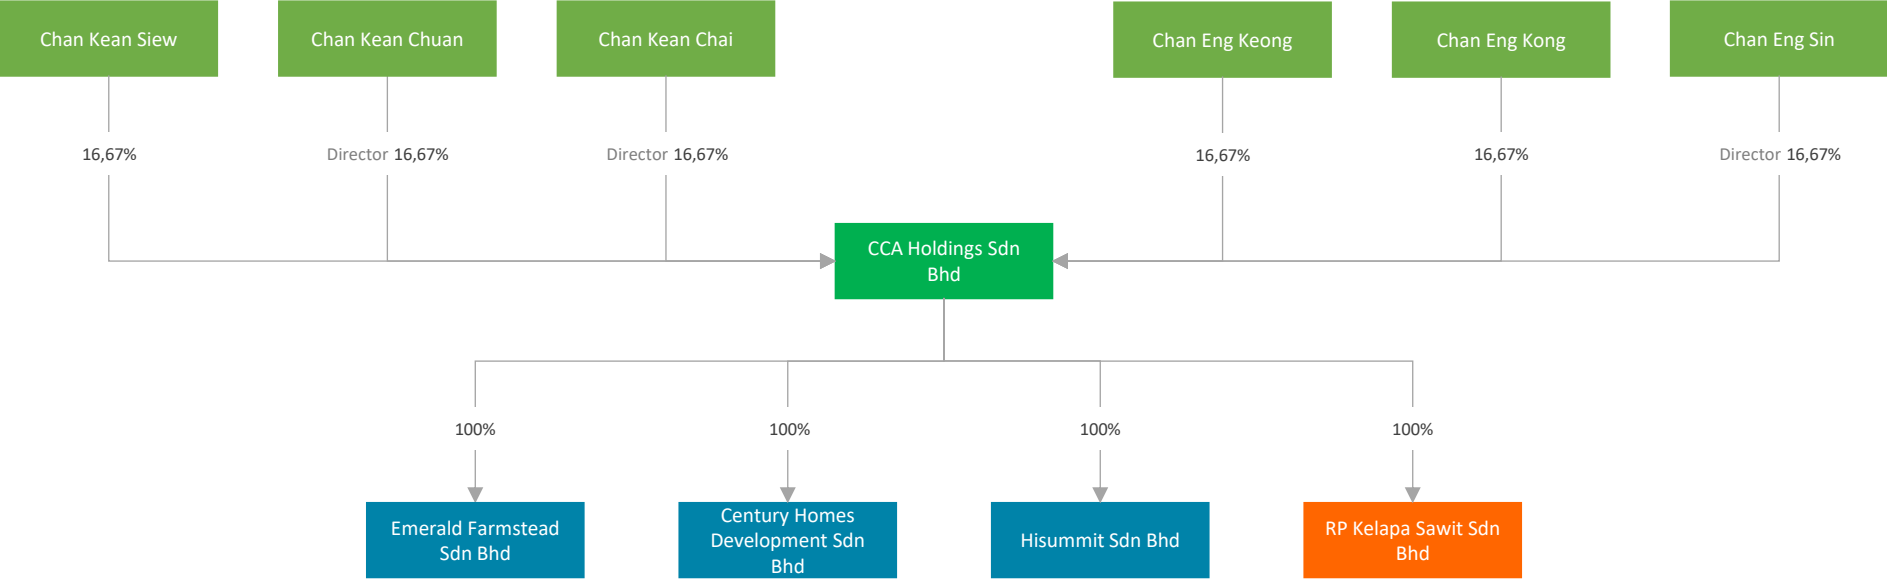 Chan Kean Siew
Chan Kean Chuan
Chan Kean Chai
Chan Eng Keong
Chan Eng Kong
Chan Eng Sin
16,67%
Director 16,67%
Director 16,67%
16,67%
16,67%
Director 16,67%
CCA Holdings Sdn
Bhd
100%
100%
100%
100%
Emerald Farmstead
Sdn Bhd
Century Homes
Development Sdn
Bhd
Hisummit Sdn Bhd
RP Kelapa Sawit Sdn
Bhd